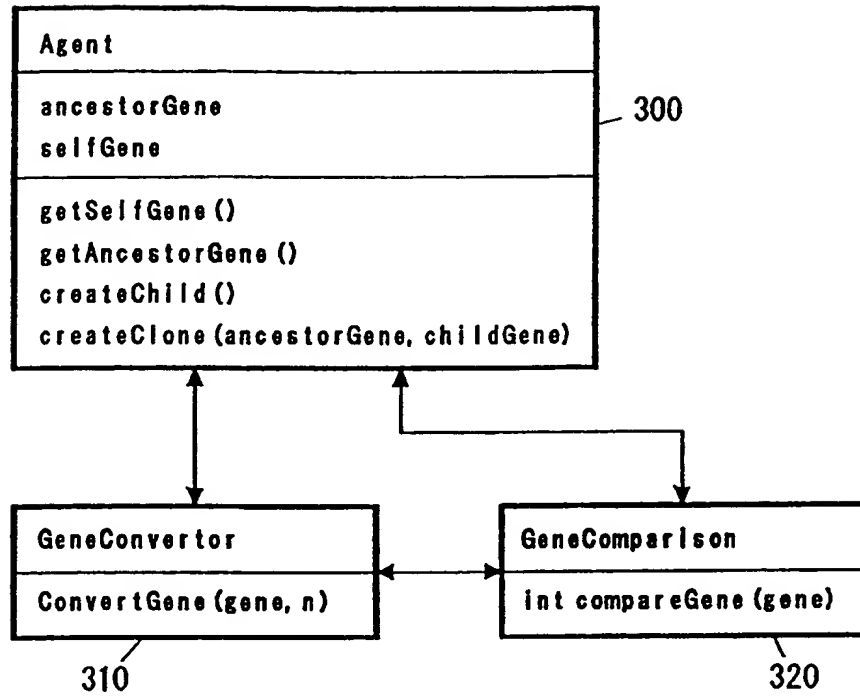 Agent
ancestorGene
selfGene
300
getSelfGene()
getAncestorGene()
createChild()
createClone(ancestorGene, childGene)
GeneConvertor
GeneComparison
ConvertGene(gene, n)
int compareGene(gene)
310
320